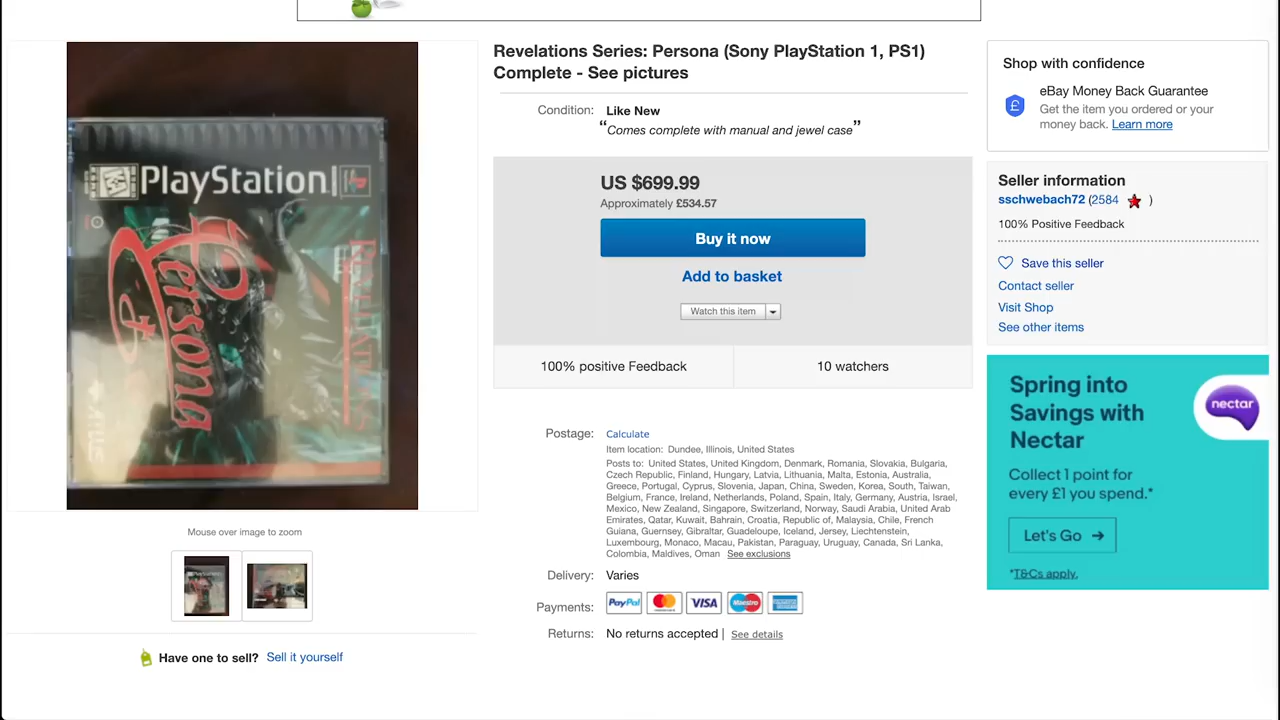 PlayStation
Persona
REVELATIONS
ATLUS
Mouse over image to zoom
Have one to sell? Sell it yourself
Revelations Series: Persona (Sony PlayStation 1, PS1)
Complete - See pictures
Condition: Like New
“Comes complete with manual and jewel case”
US $699.99
Approximately £534.57
Buy it now
Add to basket
Watch this item
100% positive Feedback
10 watchers
Postage: Calculate
Item location: Dundee, Illinois, United States
Posts to: United States, United Kingdom, Denmark, Romania, Slovakia, Bulgaria,
Czech Republic, Finland, Hungary, Latvia, Lithuania, Malta, Estonia, Australia,
Greece, Portugal, Cyprus, Slovenia, Japan, China, Sweden, Korea, South, Taiwan,
Belgium, France, Ireland, Netherlands, Poland, Spain, Italy, Germany, Austria, Israel,
Mexico, New Zealand, Singapore, Switzerland, Norway, Saudi Arabia, United Arab
Emirates, Qatar, Kuwait, Bahrain, Croatia, Republic of, Malaysia, Chile, French
Guiana, Guernsey, Gibraltar, Guadeloupe, Iceland, Jersey, Liechtenstein,
Luxembourg, Monaco, Macau, Pakistan, Paraguay, Uruguay, Canada, Sri Lanka,
Colombia, Maldives, Oman See exclusions
Delivery: Varies
Payments: PayPal VISA Maestro
Returns: No returns accepted | See details
Shop with confidence
eBay Money Back Guarantee
Get the item you ordered or your
money back. Learn more
Seller information
sschwebach72 (2584 )
100% Positive Feedback
Save this seller
Contact seller
Visit Shop
See other items
Spring into
Savings with
Nectar
nectar
Collect 1 point for
every £1 you spend.*
Let's Go
*T&Cs apply.